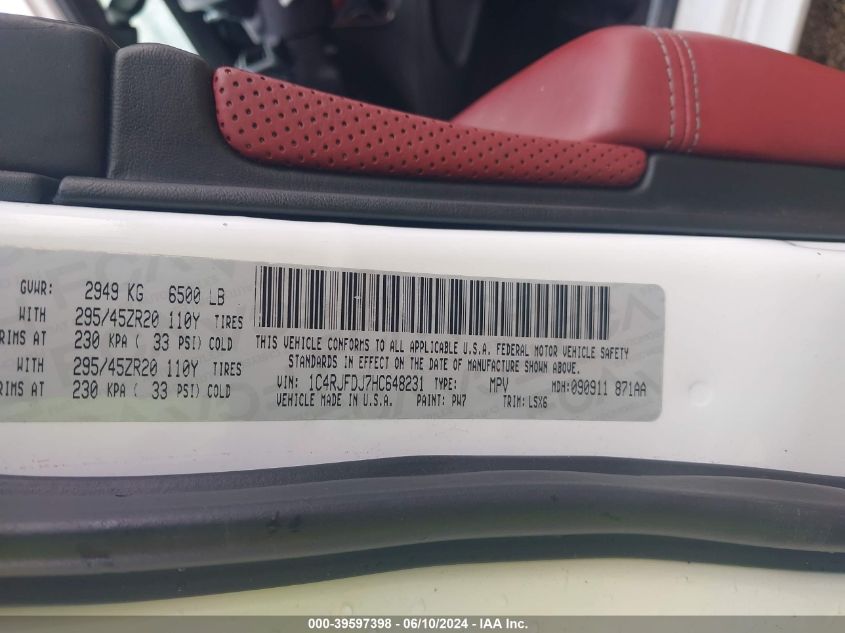 GVWR: 2949 KG 6500 LB
WITH 295/45ZR20 110Y TIRES
RIMS AT 230 KPA ( 33 PSI) COLD
WITH 295/45ZR20 110Y TIRES
RIMS AT 230 KPA ( 33 PSI) COLD
THIS VEHICLE CONFORMS TO ALL APPLICABLE U.S.A. FEDERAL MOTOR VEHICLE SAFETY
STANDARDS IN EFFECT ON THE DATE OF MANUFACTURE SHOWN ABOVE.
VIN: 1C4RJFDJ7HC648231 TYPE: MPV MDH:090911 871AA
VEHICLE MADE IN U.S.A. PAINT: PW7 TRIM: LSX6
000-39597398 / 06/10/2024 - IAA Inc.